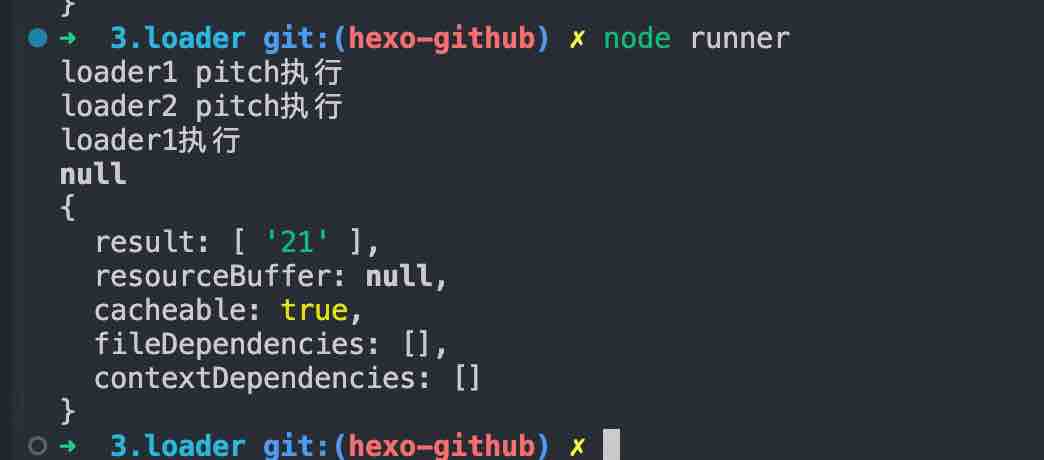 }
➜  3.loader git:(hexo-github) ✗ node runner
loader1 pitch执行
loader2 pitch执行
loader1执行
null
{
  result: [ '21' ],
  resourceBuffer: null,
  cacheable: true,
  fileDependencies: [],
  contextDependencies: []
}
➜  3.loader git:(hexo-github) ✗